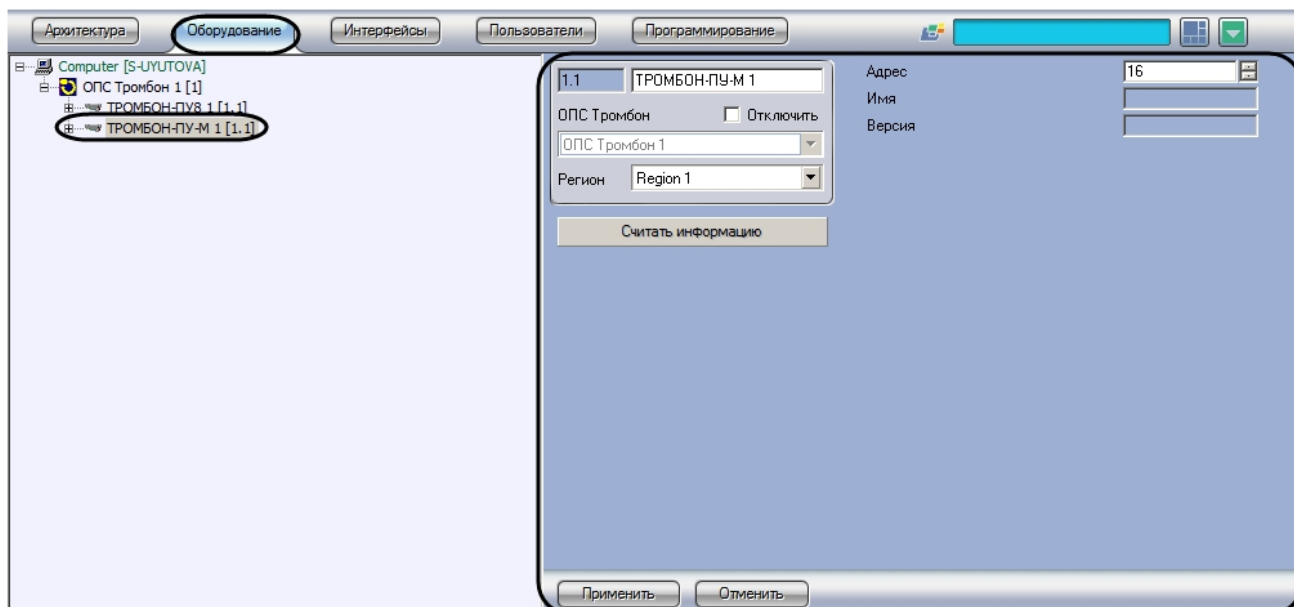 Архитектура Оборудование Интерфейсы Пользователи Программирование
Computer [S-UYUTOVA]
ОПС Тромбон 1 [1]
ТРОМБОН-ПУ8 1 [1.1]
ТРОМБОН-ПУ-М 1 [1.1]
1.1 ТРОМБОН-ПУ-М 1
ОПС Тромбон Отключить
ОПС Тромбон 1
Регион Region 1
Считать информацию
Адрес 16
Имя
Версия
Применить Отменить